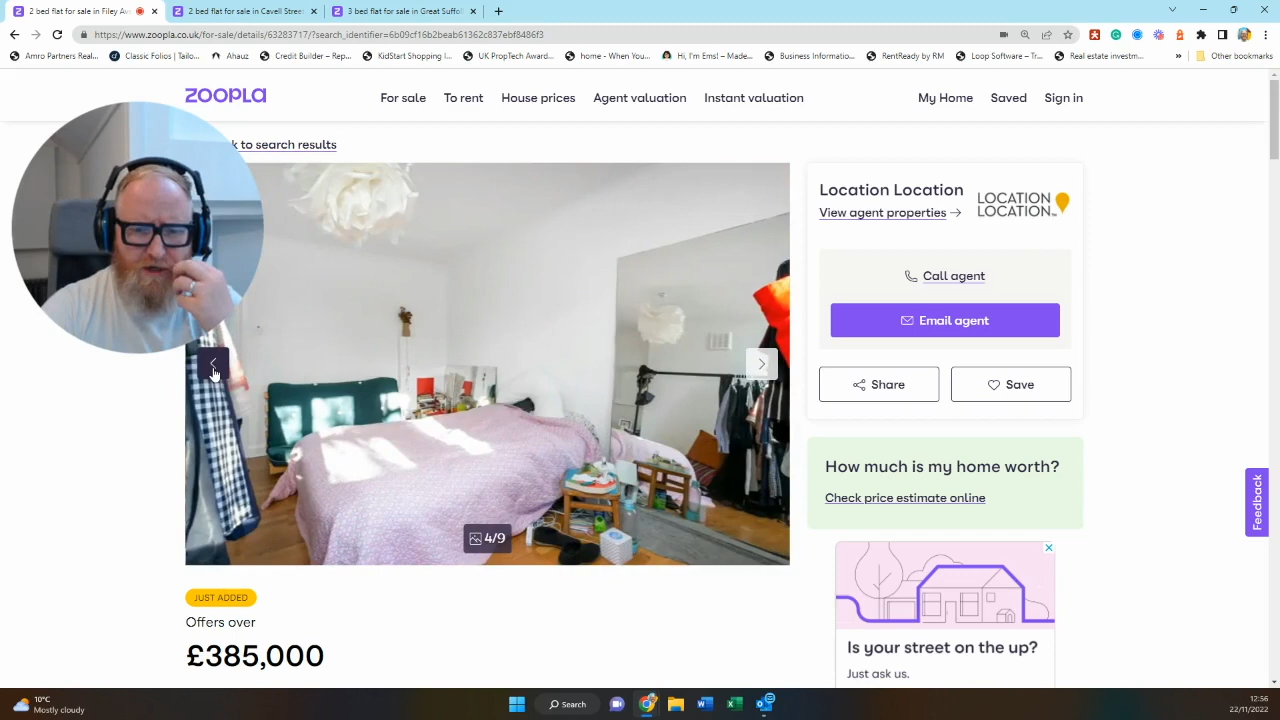 2 bed flat for sale in Filey Av
2 bed flat for sale in Cavell Stree
3 bed flat for sale in Great Suffol
https://www.zoopla.co.uk/for-sale/details/63283717/?search_identifier=6b09cf16b2beab61362c837ebf8486f3
Amro Partners Real...
Classic Folios | Tailo...
Ahauz
Credit Builder – Rep...
KidStart Shopping |...
UK PropTech Award...
home - When You'...
Hi, I'm Ems! – Made...
Business Informatio...
RentReady by RM
Loop Software – Tr...
Real estate investm...
»
Other bookmarks
ZOOPLA
For sale
To rent
House prices
Agent valuation
Instant valuation
My Home
Saved
Sign in
k to search results
4/9
Location Location
View agent properties
LOCATION
LOCATION
Call agent
Email agent
Share
Save
How much is my home worth?
Check price estimate online
Is your street on the up?
Just ask us.
Feedback
JUST ADDED
Offers over
£385,000
10°C
Mostly cloudy
Search
12:56
22/11/2022